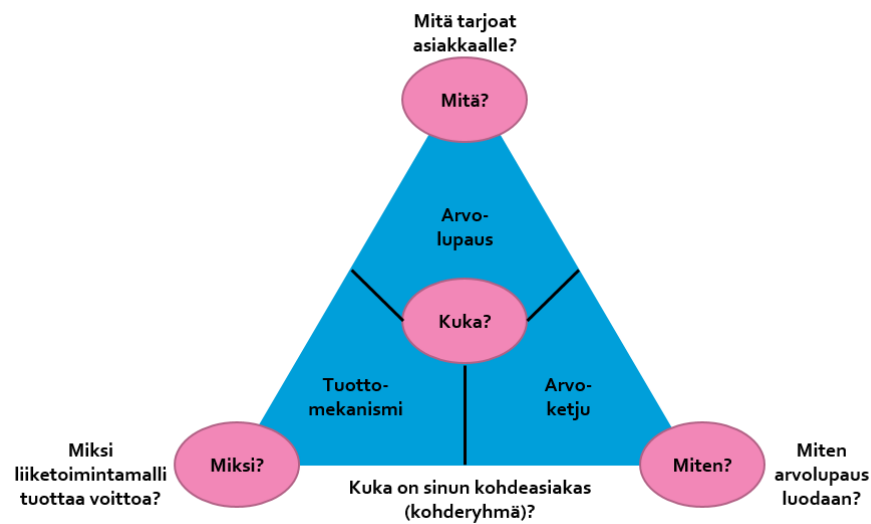 Mitä tarjoat
asiakkaalle?
Mitä?
Arvo-
lupaus
Kuka?
Tuotto-
mekanismi
Arvo-
ketju
Miksi
liiketoimintamalli
tuottaa voittoa?
Miksi?
Miten?
Miten
arvolupaus
luodaan?
Kuka on sinun kohdeasiakas
(kohderyhmä)?